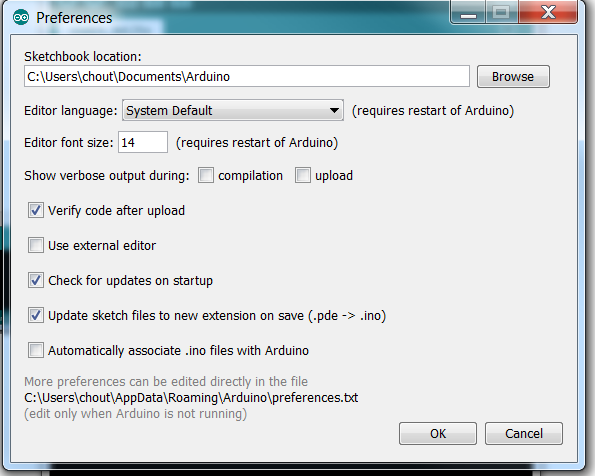 Preferences
Sketchbook location:
C:\Users\chout\Documents\Arduino
Browse
Editor language: System Default (requires restart of Arduino)
Editor font size: 14 (requires restart of Arduino)
Show verbose output during: compilation upload
Verify code after upload
Use external editor
Check for updates on startup
Update sketch files to new extension on save (.pde -> .ino)
Automatically associate .ino files with Arduino
More preferences can be edited directly in the file
C:\Users\chout\AppData\Roaming\Arduino\preferences.txt
(edit only when Arduino is not running)
OK Cancel